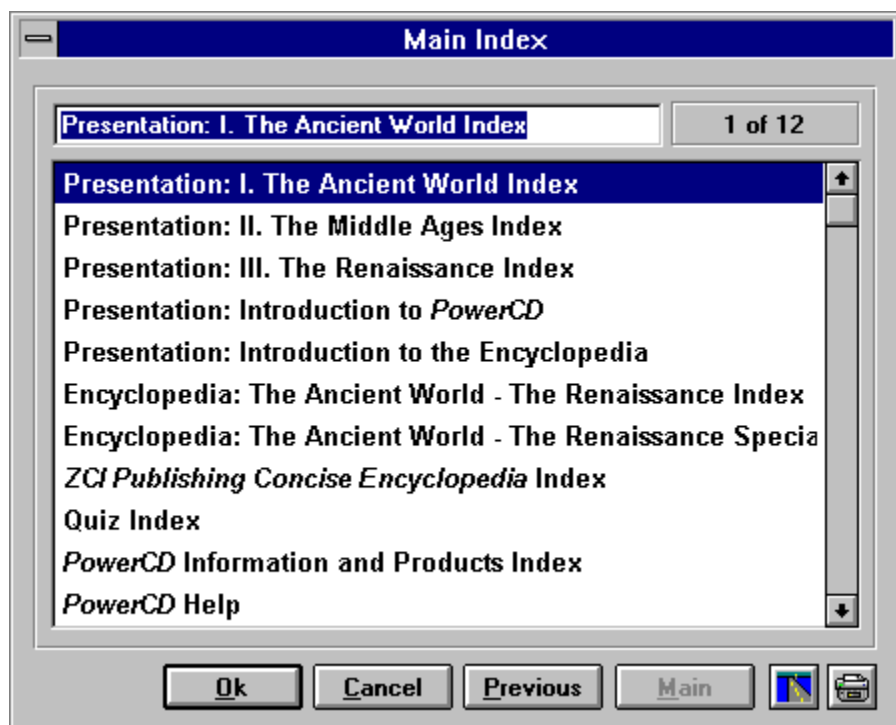 Main Index
Presentation: I. The Ancient World Index
1 of 12
Presentation: I. The Ancient World Index
Presentation: II. The Middle Ages Index
Presentation: III. The Renaissance Index
Presentation: Introduction to PowerCD
Presentation: Introduction to the Encyclopedia
Encyclopedia: The Ancient World - The Renaissance Index
Encyclopedia: The Ancient World - The Renaissance Specia
ZCI Publishing Concise Encyclopedia Index
Quiz Index
PowerCD Information and Products Index
PowerCD Help
Ok Cancel Previous Main